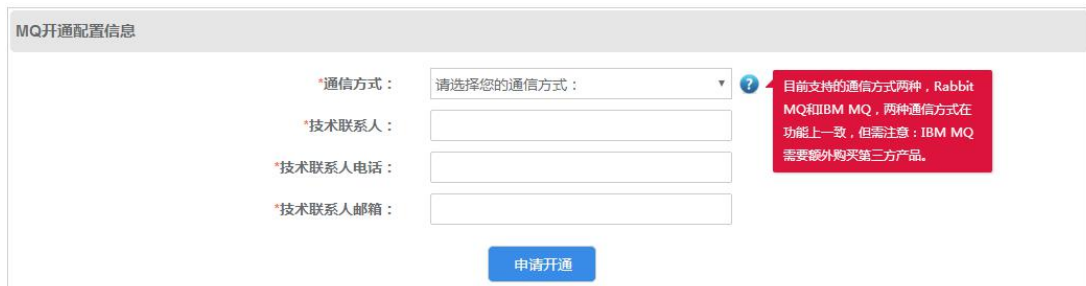 MQ开通配置信息
*通信方式：
请选择您的通信方式：
目前支持的通信方式两种，Rabbit
MQ和IBM MQ，两种通信方式在
功能上一致，但需注意：IBM MQ
需要额外购买第三方产品。
*技术联系人：
*技术联系人电话：
*技术联系人邮箱：
申请开通